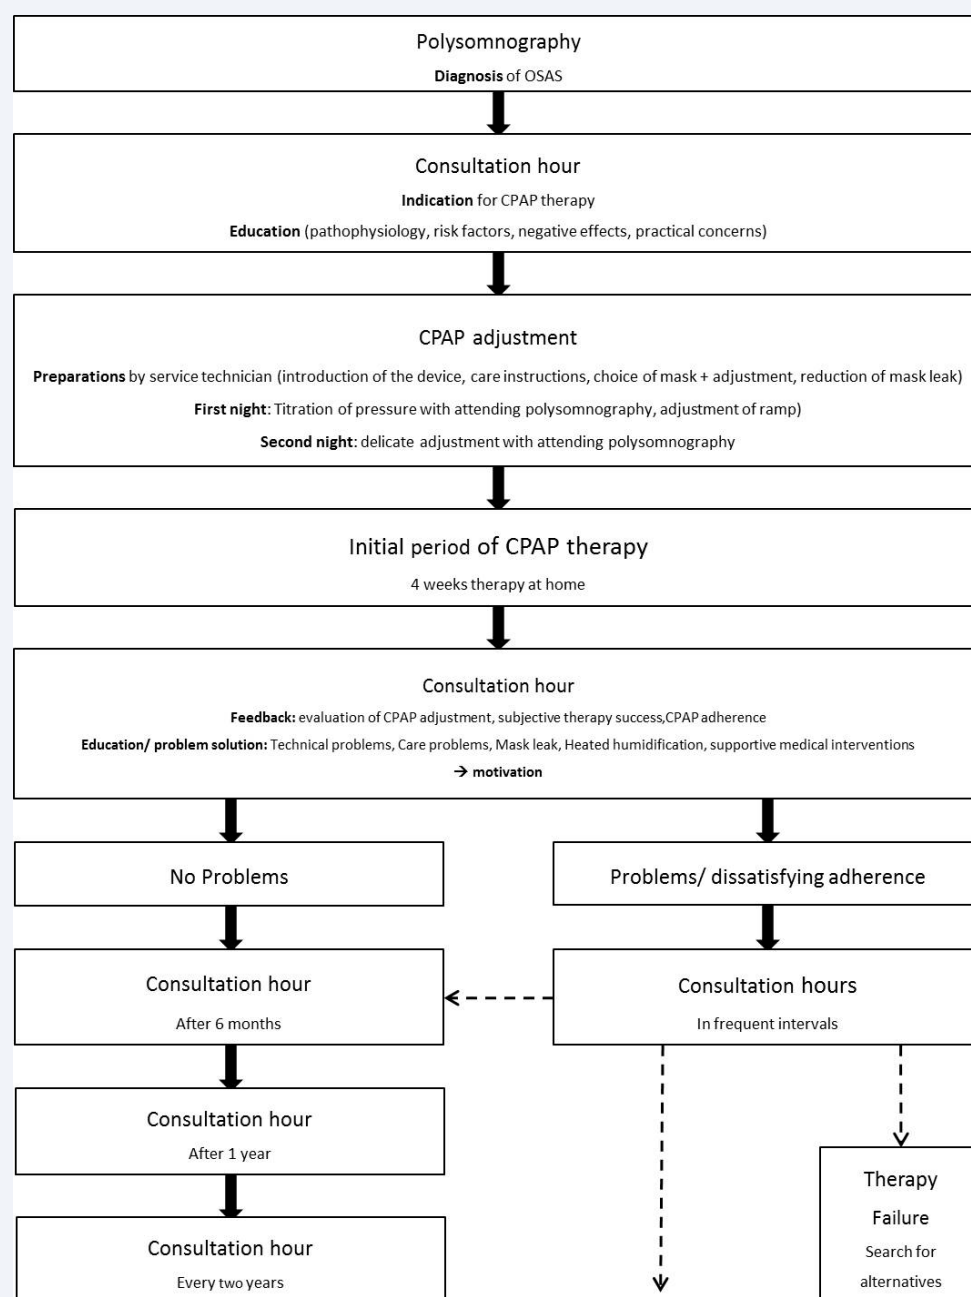 Polysomnography
Diagnosis of OSAS
Consultation hour
Indication for CPAP therapy
Education (pathophysiology, risk factors, negative effects, practical concerns)
CPAP adjustment
Preparations by service technician (introduction of the device, care instructions, choice of mask + adjustment, reduction of mask leak)
First night: Titration of pressure with attending polysomnography, adjustment of ramp)
Second night: delicate adjustment with attending polysomnography
Initial period of CPAP therapy
4 weeks therapy at home
Consultation hour
Feedback: evaluation of CPAP adjustment, subjective therapy success,CPAP adherence
Education/ problem solution: Technical problems, Care problems, Mask leak, Heated humidification, supportive medical interventions
→ motivation
No Problems
Problems/ dissatisfying adherence
Consultation hour
After 6 months
Consultation hours
In frequent intervals
Consultation hour
After 1 year
Therapy
Failure
Search for
alternatives
Consultation hour
Every two years